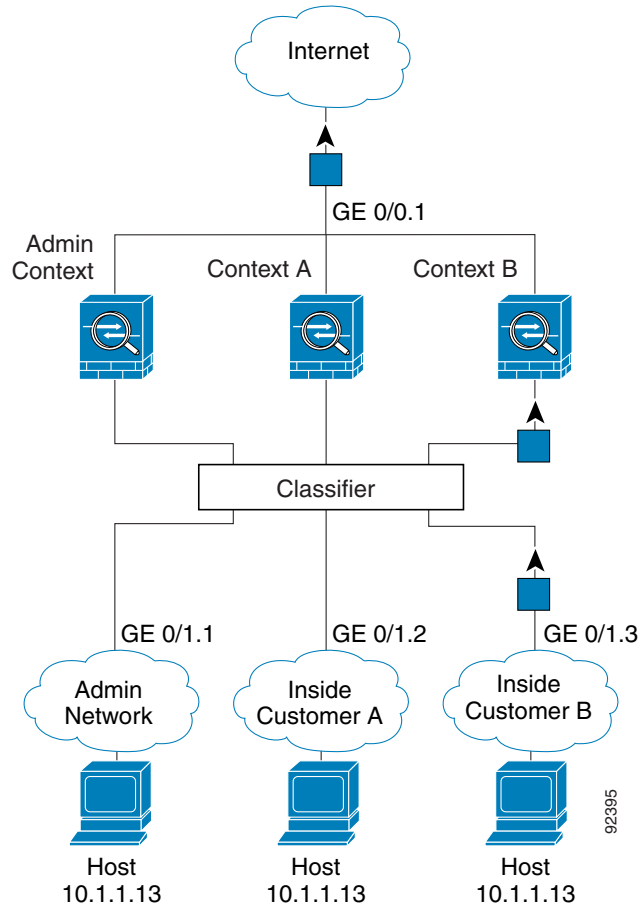 Internet
GE 0/0.1
Admin
Context
Context A
Context B
Classifier
GE 0/1.1
GE 0/1.2
GE 0/1.3
Admin
Network
Inside
Customer A
Inside
Customer B
Host
10.1.1.13
Host
10.1.1.13
Host
10.1.1.13
92395